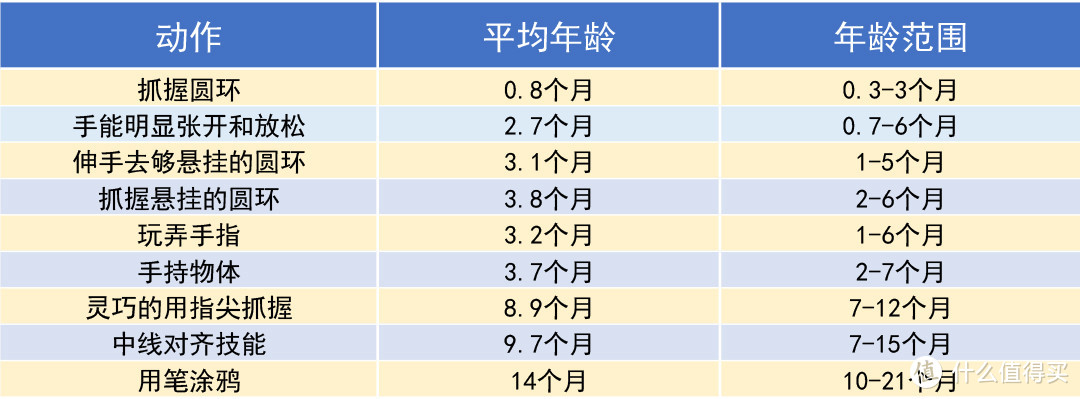 动作 平均年龄 年龄范围
抓握圆环 0.8个月 0.3-3个月
手能明显张开和放松 2.7个月 0.7-6个月
伸手去够悬挂的圆环 3.1个月 1-5个月
抓握悬挂的圆环 3.8个月 2-6个月
玩弄手指 3.2个月 1-6个月
手持物体 3.7个月 2-7个月
灵巧的用指尖抓握 8.9个月 7-12个月
中线对齐技能 9.7个月 7-15个月
用笔涂鸦 14个月 10-21个月
值 什么值得买